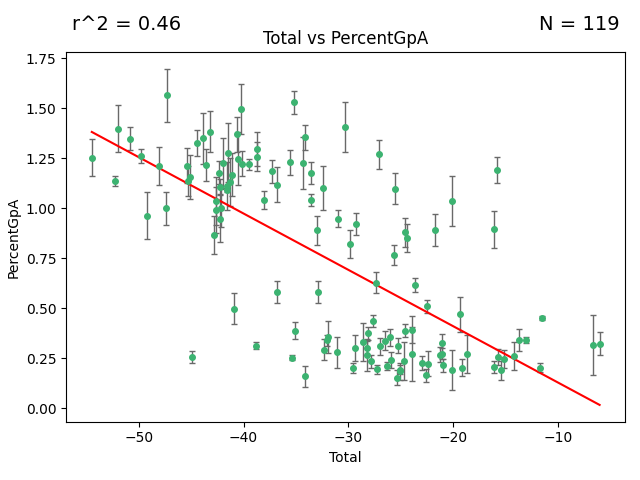 r^2 = 0.46
N = 119
Total vs PercentGpA
1.75
1.50
1.25
1.00
0.75
0.50
0.25
0.00
PercentGpA
−50
−40
−30
−20
−10
Total